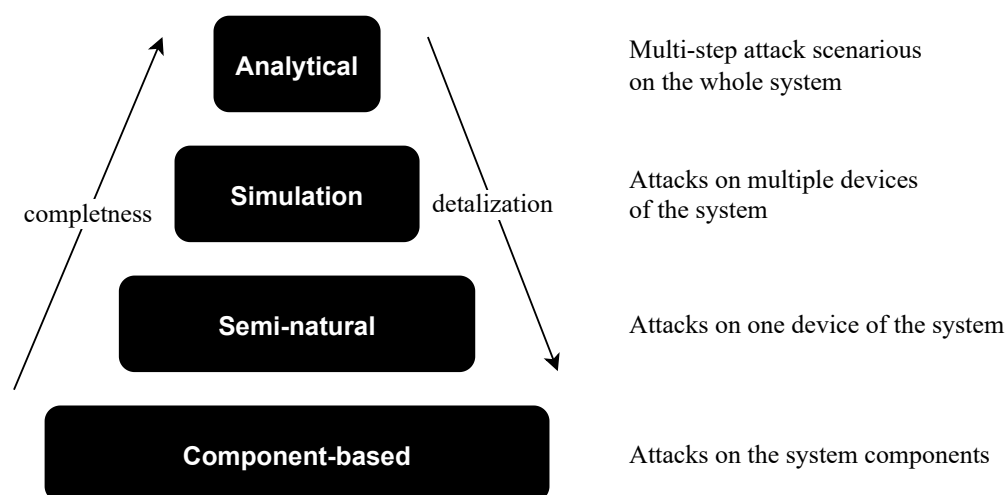 Analytical
Multi-step attack scenarious
on the whole system
Simulation
Attacks on multiple devices
of the system
completness
detalization
Semi-natural
Attacks on one device of the system
Component-based
Attacks on the system components